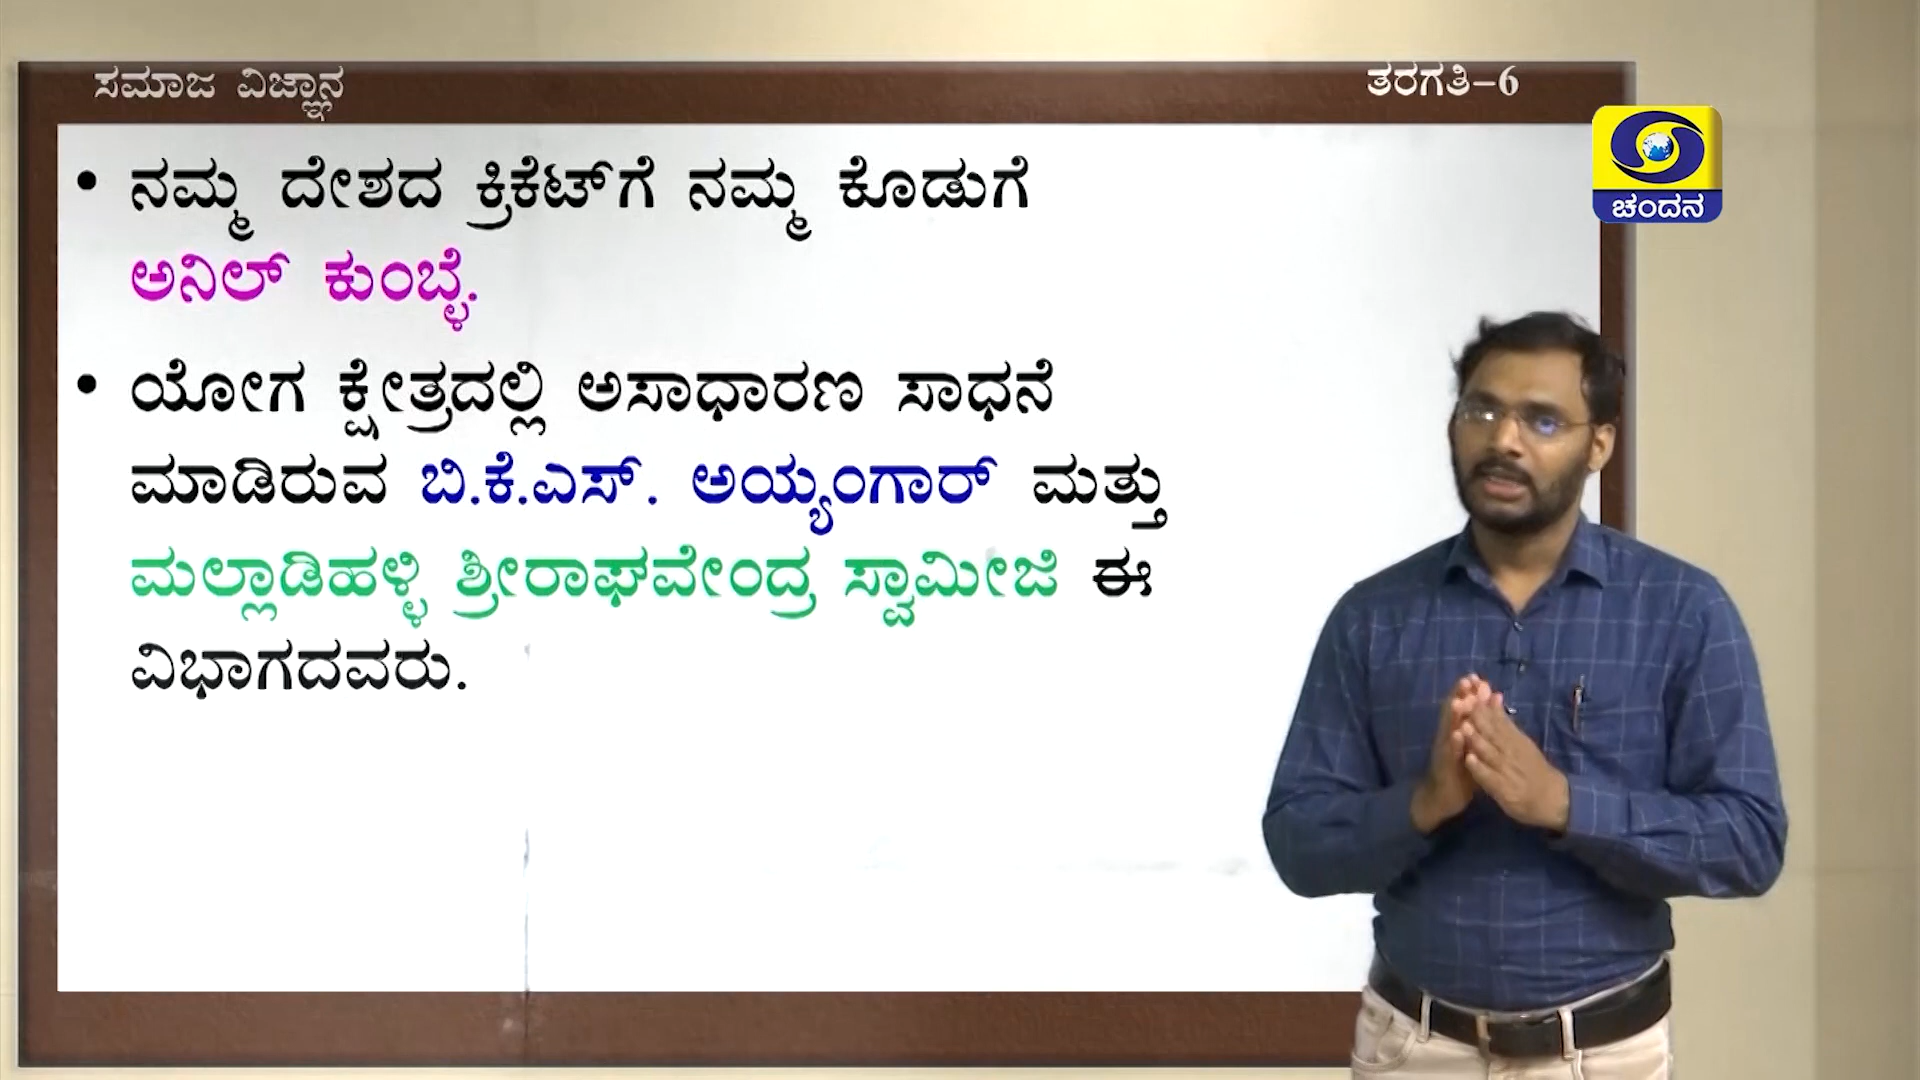 ಸಮಾಜ ವಿಜ್ಞಾನ
ತರಗತಿ-6
ಚಂದನ
• ನಮ್ಮ ದೇಶದ ಕ್ರಿಕೆಟ್‌ಗೆ ನಮ್ಮ ಕೊಡುಗೆ
ಅನಿಲ್ ಕುಂಬ್ಳೆ.
• ಯೋಗ ಕ್ಷೇತ್ರದಲ್ಲಿ ಅಸಾಧಾರಣ ಸಾಧನೆ
ಮಾಡಿರುವ ಬಿ.ಕೆ.ಎಸ್. ಅಯ್ಯಂಗಾರ್ ಮತ್ತು
ಮಲ್ಲಾಡಿಹಳ್ಳಿ ಶ್ರೀರಾಘವೇಂದ್ರ ಸ್ವಾಮೀಜಿ ಈ
ವಿಭಾಗದವರು.